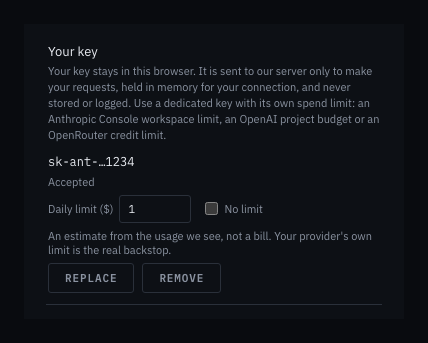 Your key
Your key stays in this browser. It is sent to our server only to make
your requests, held in memory for your connection, and never
stored or logged. Use a dedicated key with its own spend limit: an
Anthropic Console workspace limit, an OpenAI project budget or an
OpenRouter credit limit.
sk-ant-…1234
Accepted
Daily limit ($) 1 No limit
An estimate from the usage we see, not a bill. Your provider's own
limit is the real backstop.
REPLACE REMOVE